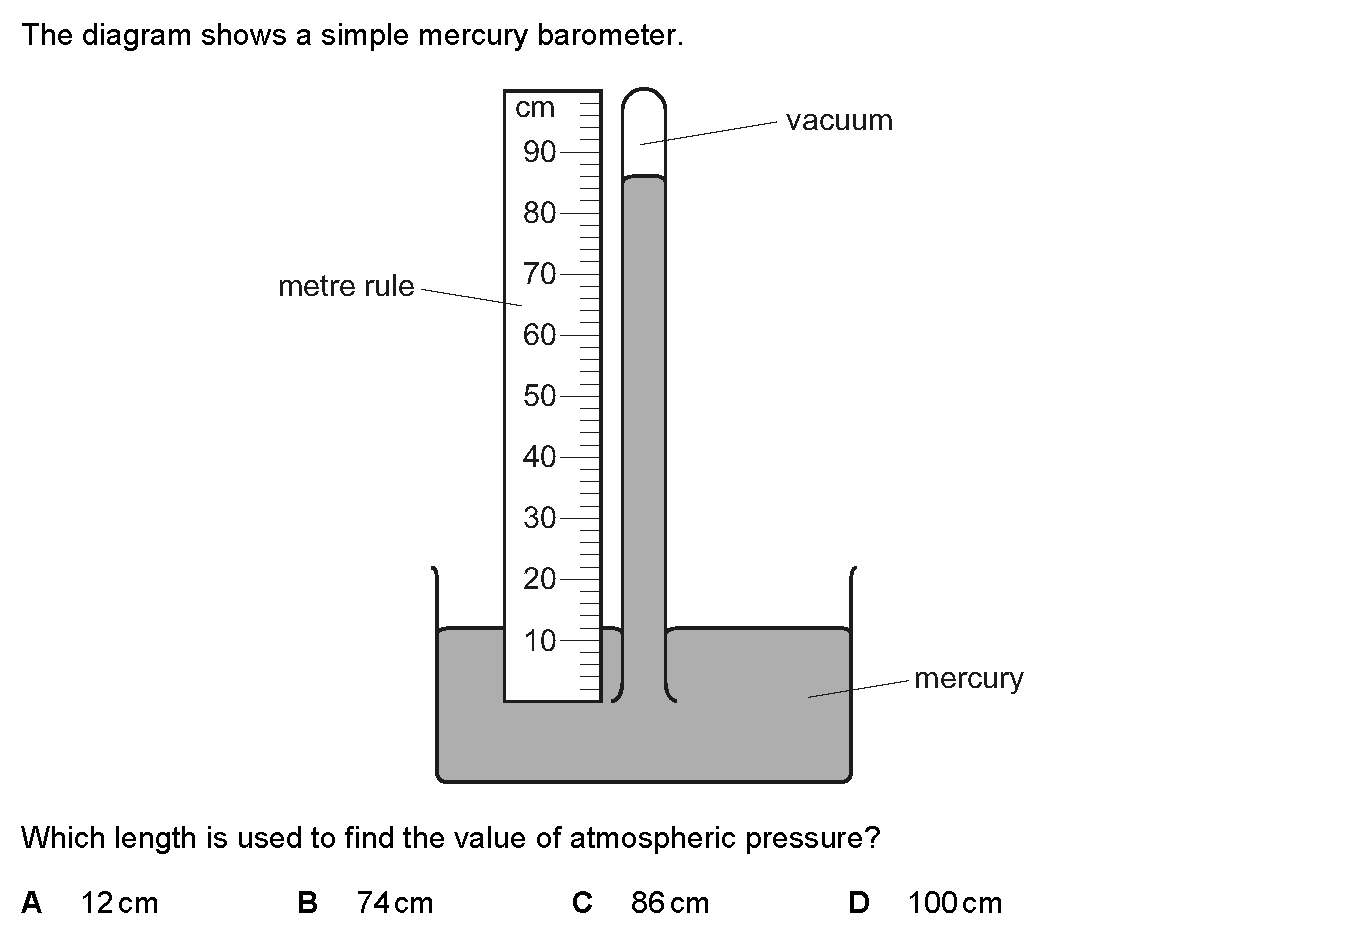 The diagram shows a simple mercury barometer.
cm
vacuum
90
80
70
metre rule
60
50
40
30
20
10
mercury
Which length is used to find the value of atmospheric pressure?
A 12 cm B 74 cm C 86 cm D 100 cm